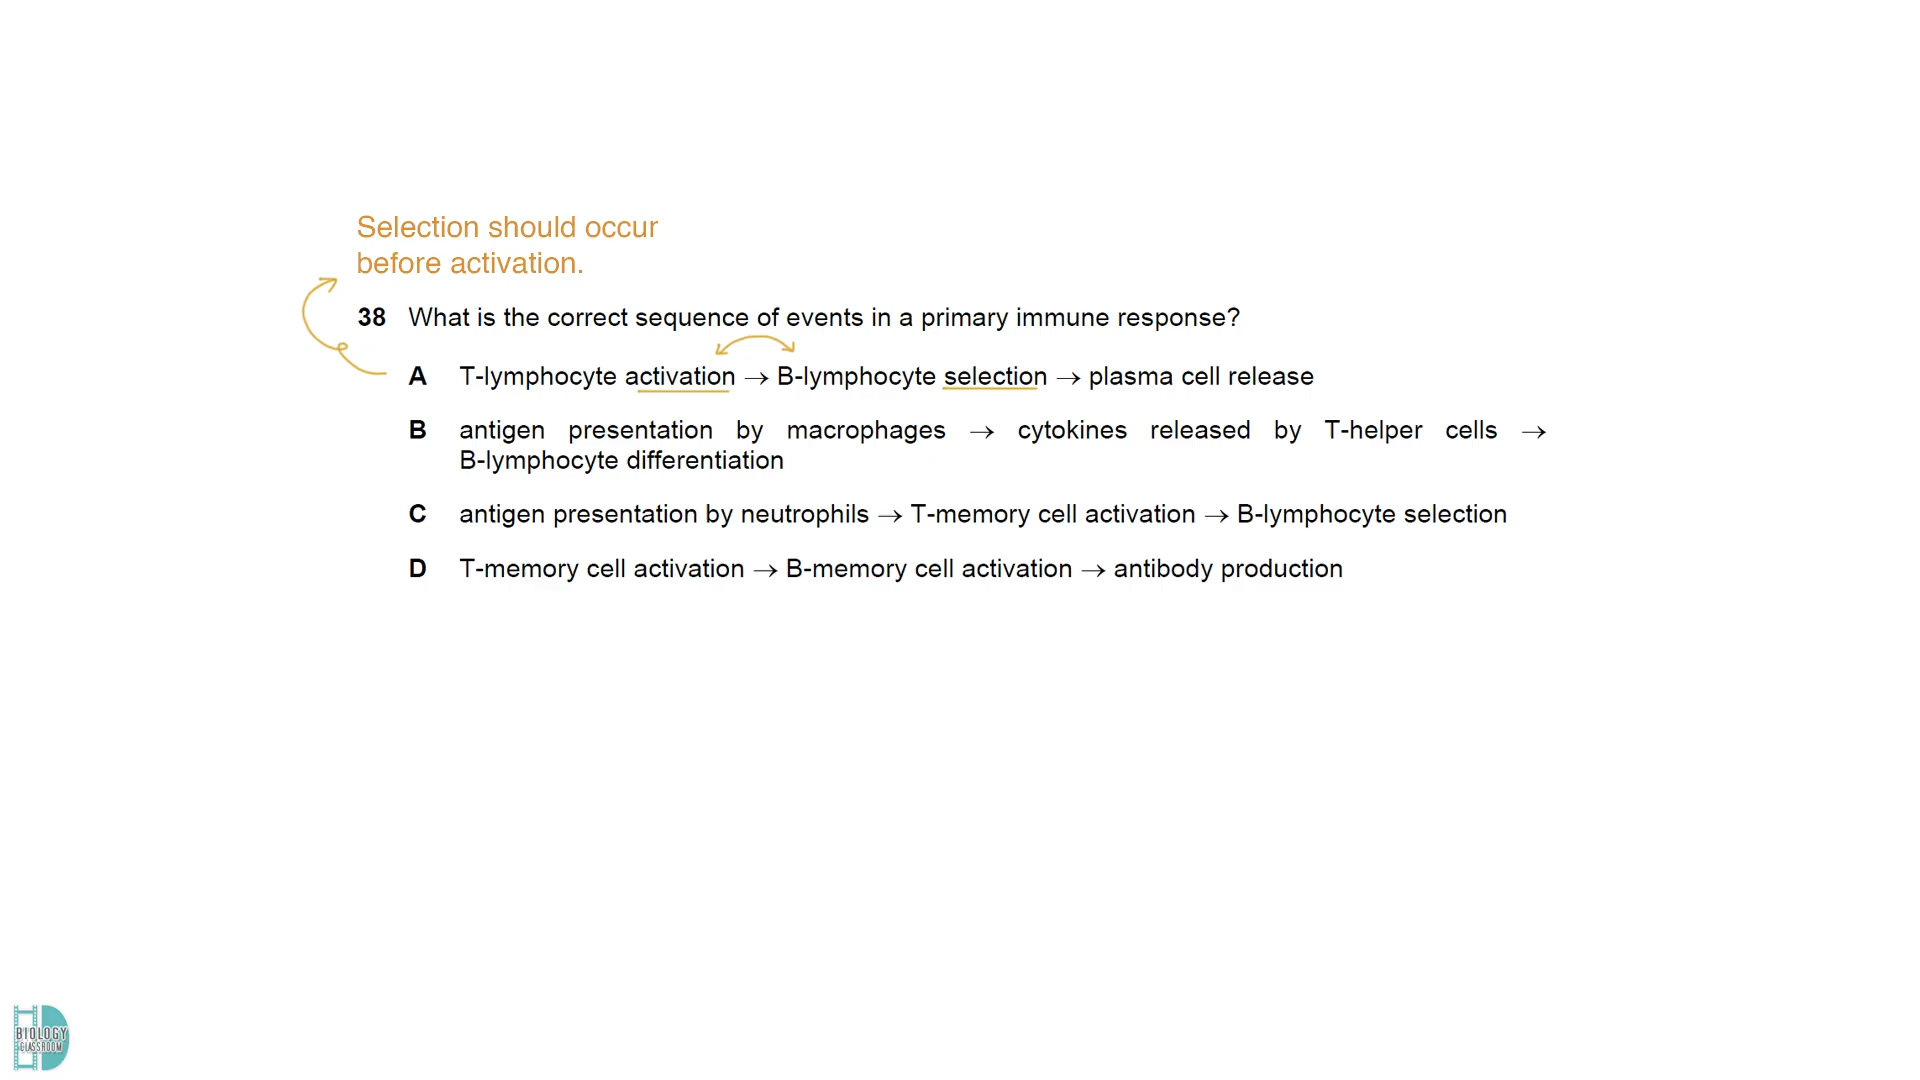 Selection should occur
before activation.
38 What is the correct sequence of events in a primary immune response?
A T-lymphocyte activation → B-lymphocyte selection → plasma cell release
B antigen presentation by macrophages → cytokines released by T-helper cells →
B-lymphocyte differentiation
C antigen presentation by neutrophils → T-memory cell activation → B-lymphocyte selection
D T-memory cell activation → B-memory cell activation → antibody production
BIOLOGY
CLASSROOM